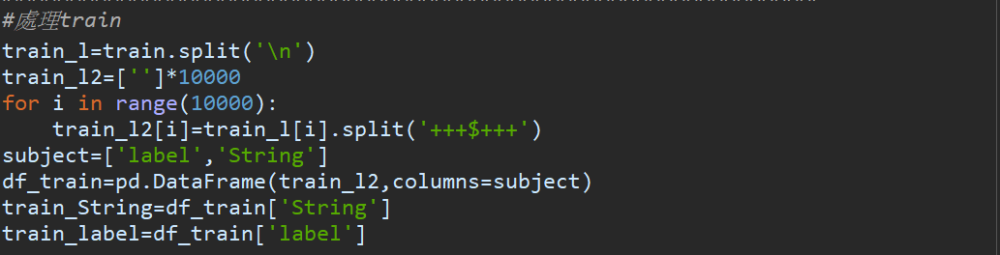 #處理train
train_l=train.split('\n')
train_l2=['']*10000
for i in range(10000):
    train_l2[i]=train_l[i].split('+++$+++')
subject=['label','String']
df_train=pd.DataFrame(train_l2,columns=subject)
train_String=df_train['String']
train_label=df_train['label']